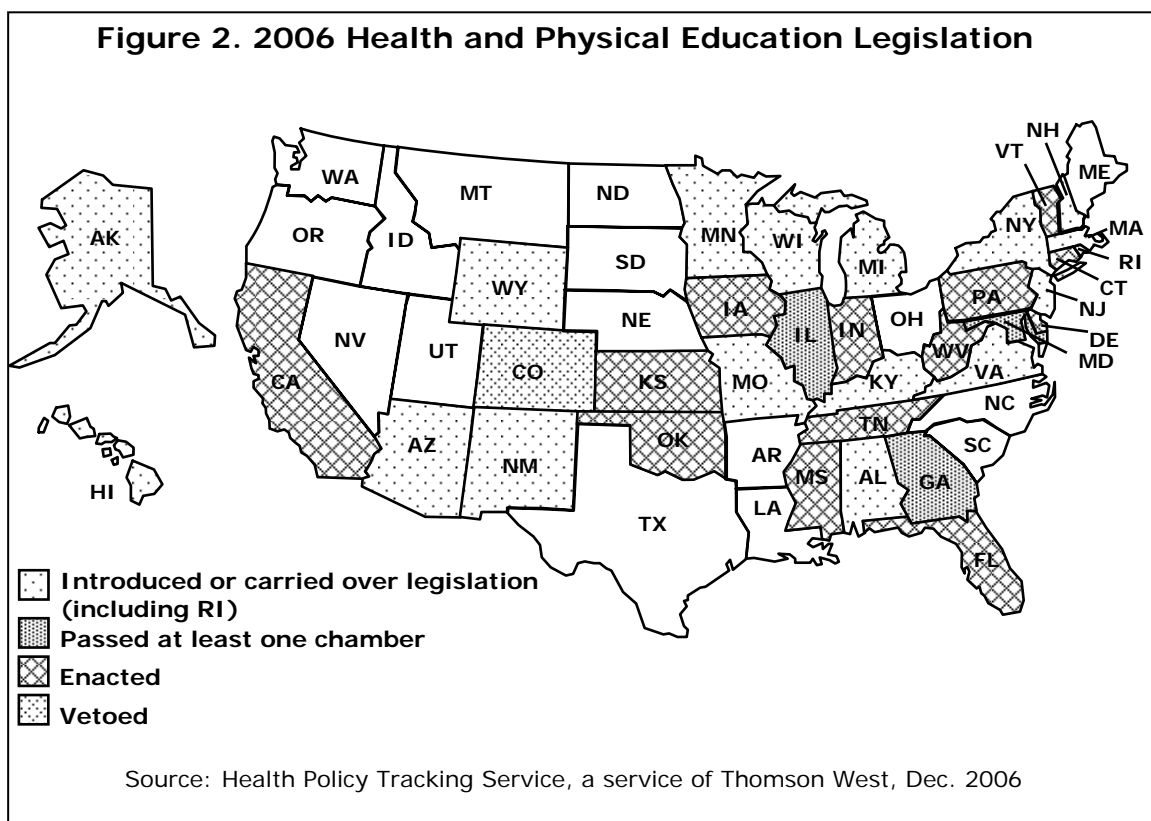 Figure 2. 2006 Health and Physical Education Legislation
NH
VT
ME
WA
MT
ND
AK
MN
NY
MA
OR
ID
WI
RI
SD
MI
CT
WY
IA
PA
NJ
NE
OH
DE
NV
UT
IL
IN
WV
MD
CO
VA
CA
KS
MO
KY
NC
AZ
OK
TN
SC
NM
AR
HI
MS
AL
GA
LA
TX
FL
Introduced or carried over legislation
(including RI)
Passed at least one chamber
Enacted
Vetoed
Source: Health Policy Tracking Service, a service of Thomson West, Dec. 2006